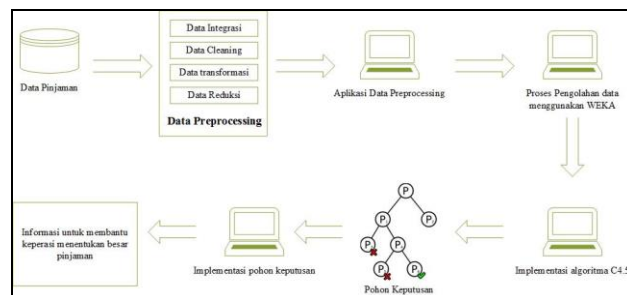 Data Integrasi
Data Cleaning
Data transformasi
Data Reduksi
Data Preprocessing
Data Pinjaman
Aplikasi Data Preprocessing
Proses Pengolahan data
menggunakan WEKA
Informasi untuk membantu
keperasi menentukan besar
pinjaman
Implementasi pohon keputusan
P
P
P
P
P
P
P
Pohon Keputusan
Implementasi algoritma C4.5